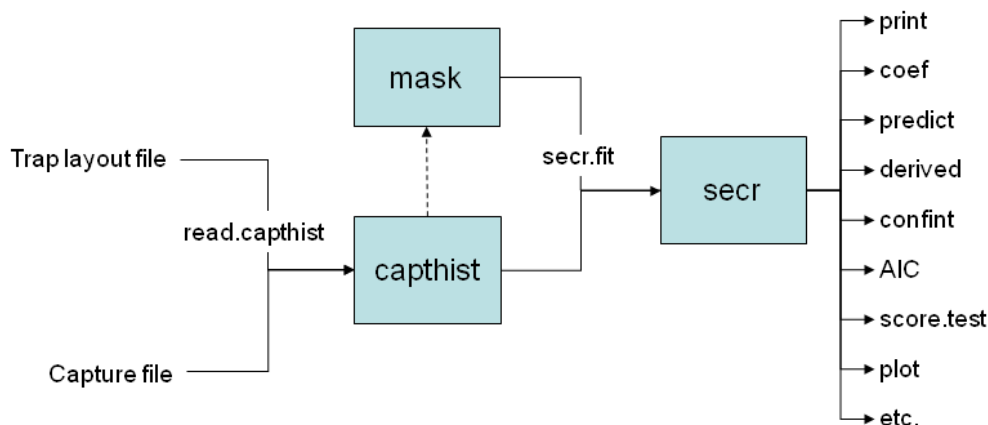 Trap layout file
Capture file
read.capthist
mask
capthist
secr.fit
secr
print
coef
predict
derived
confint
AIC
score.test
plot
etc.